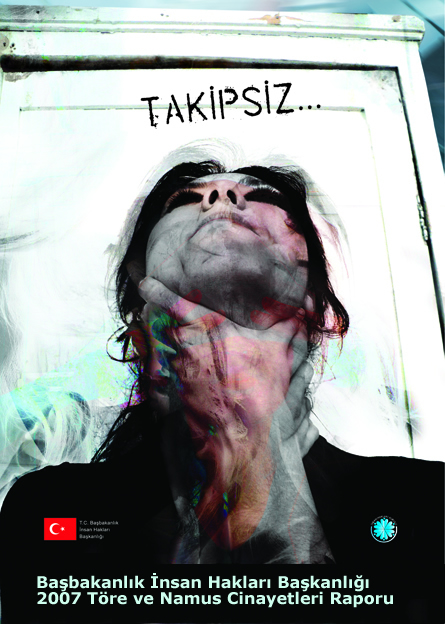 TAKİPSİZ...
T.C. Başbakanlık
İnsan Hakları
Başkanlığı
Başbakanlık İnsan Hakları Başkanlığı
2007 Töre ve Namus Cinayetleri Raporu